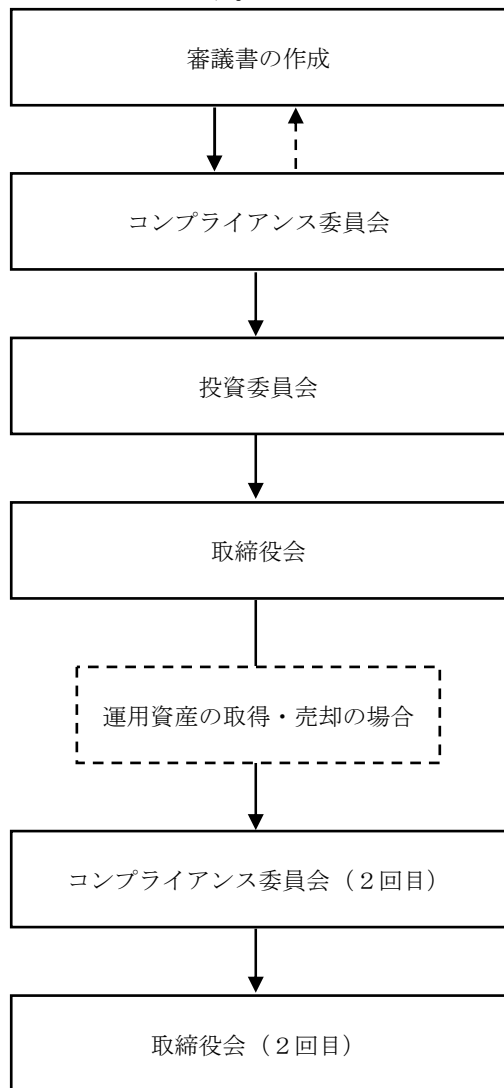 審議書の作成
コンプライアンス委員会
投資委員会
取締役会
運用資産の取得・売却の場合
コンプライアンス委員会（２回目）
取締役会（２回目）